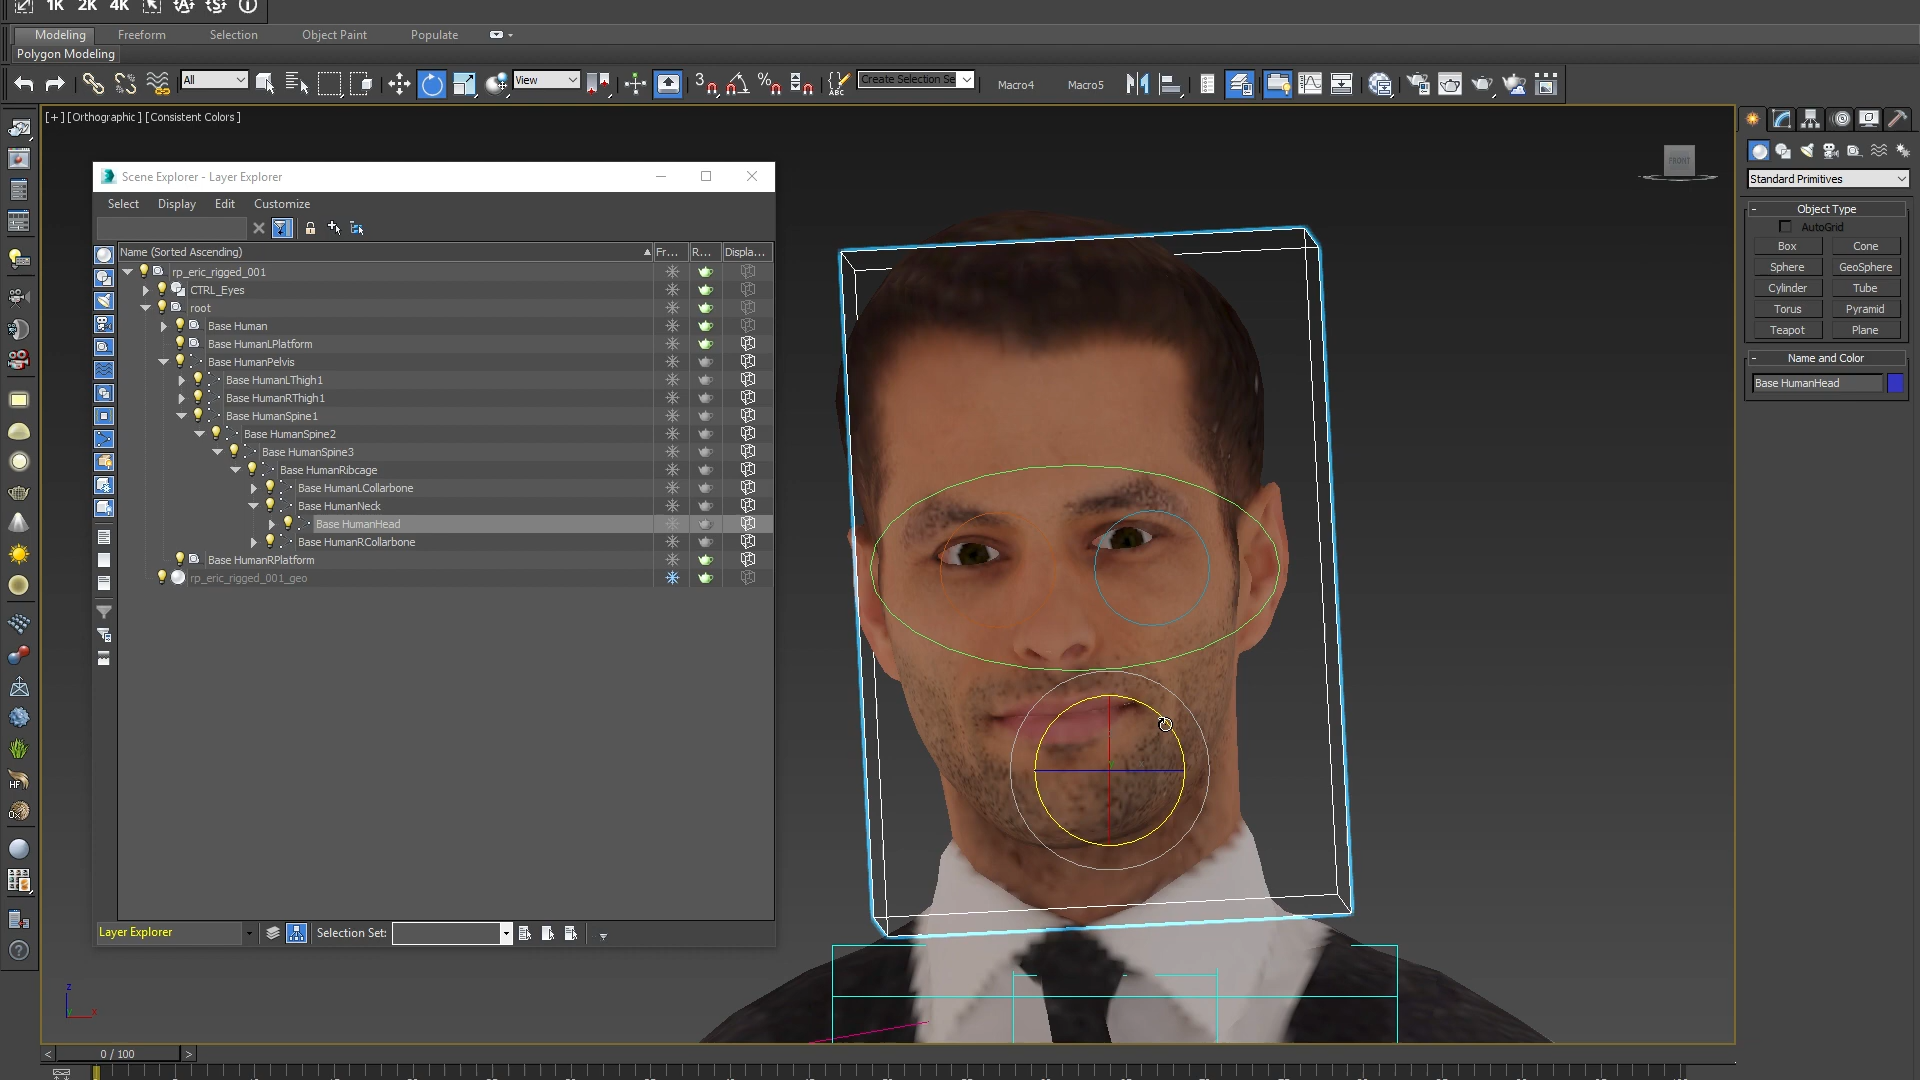 1K 2K 4K
Modeling Freeform Selection Object Paint Populate
Polygon Modeling
All View Create Selection Se Macro4 Macro5
[+] [Orthographic ] [Consistent Colors ]
FRONT
Scene Explorer - Layer Explorer
Select Display Edit Customize
Name (Sorted Ascending) Fr... R... Displa...
rp_eric_rigged_001
CTRL_Eyes
root
Base Human
Base HumanLPlatform
Base HumanPelvis
Base HumanLThigh1
Base HumanRThigh1
Base HumanSpine1
Base HumanSpine2
Base HumanSpine3
Base HumanRibcage
Base HumanLCollarbone
Base HumanNeck
Base HumanHead
Base HumanRCollarbone
Base HumanRPlatform
rp_eric_rigged_001_geo
Layer Explorer Selection Set:
Standard Primitives
- Object Type
AutoGrid
Box Cone
Sphere GeoSphere
Cylinder Tube
Torus Pyramid
Teapot Plane
- Name and Color
Base HumanHead
z
x
< 0 / 100 >